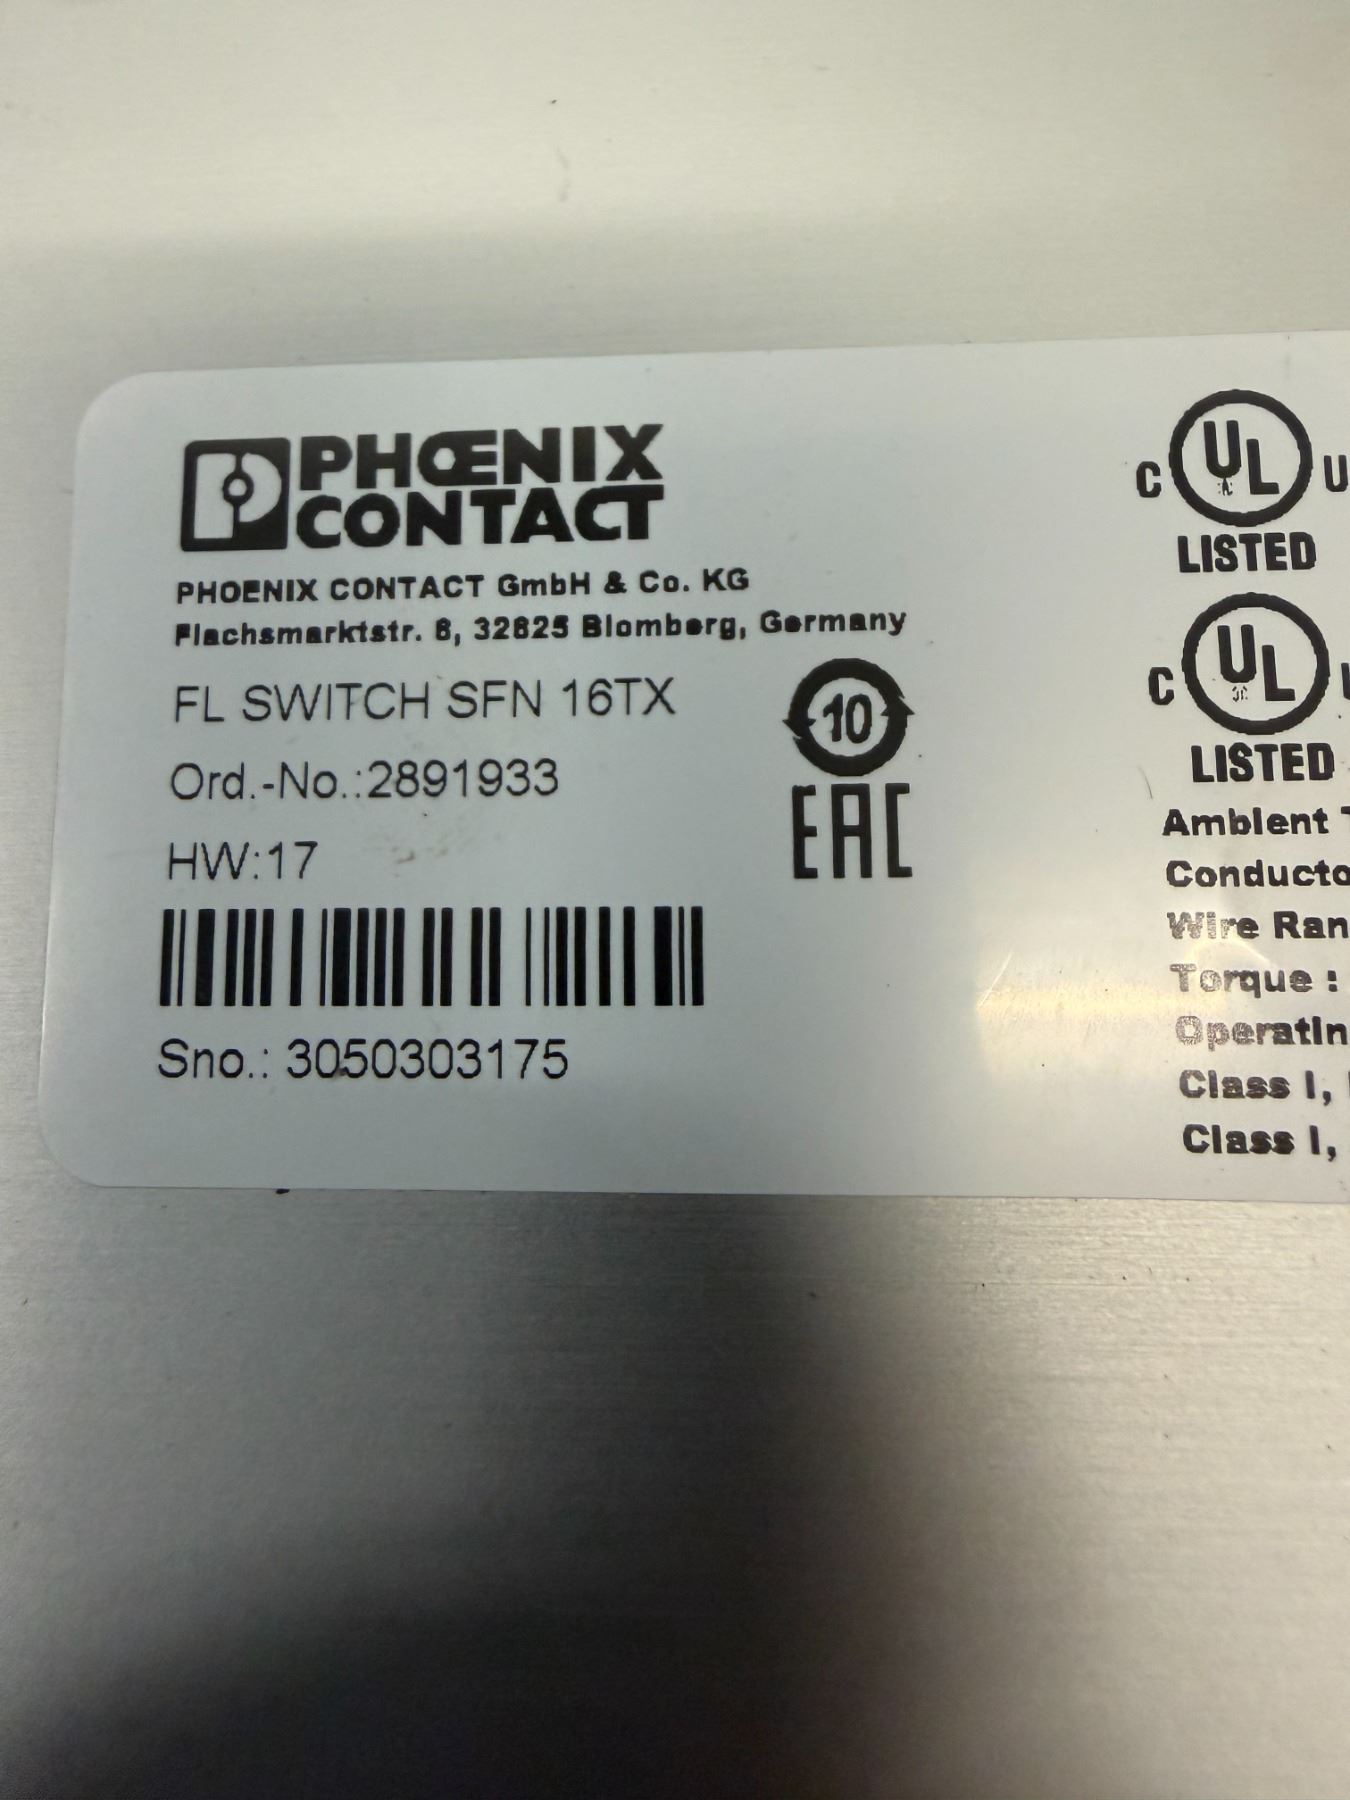 PHOENIX
CONTACT
PHOENIX CONTACT GmbH & Co. KG
Flachsmarktstr. 8, 32825 Blomberg, Germany
FL SWITCH SFN 16TX
Ord.-No.:2891933
HW:17
Sno.: 3050303175
10
EAC
C UL U
LISTED
C UL
LISTED
Ambient
Conducto
Wire Ran
Torque :
Operatin
Class I,
Class I,